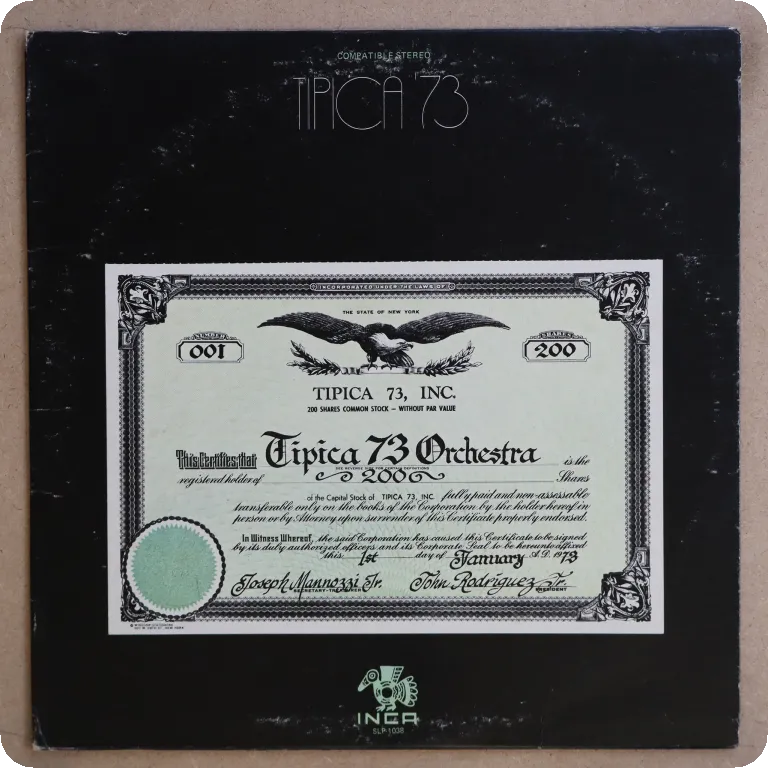 COMPATIBLE STEREO
TIPICA '73
INCORPORATED UNDER THE LAWS OF
THE STATE OF NEW YORK
NUMBER
001
SHARES
200
TIPICA 73, INC.
200 SHARES COMMON STOCK — WITHOUT PAR VALUE
This Certifies that Tipica 73 Orchestra is the
SEE REVERSE SIDE FOR CERTAIN DEFINITIONS
registered holder of 200 Shares
of the Capital Stock of TIPICA 73, INC. fully paid and non-assessable
transferable only on the books of the Corporation by the holder hereof in
person or by Attorney upon surrender of this Certificate properly endorsed.
In Witness Whereof, the said Corporation has caused this Certificate to be signed
by its duly authorized officers and its Corporate Seal to be hereunto affixed
this 1st day of January A.D. 1973
Joseph Mannozzi Jr. John Rodriguez Jr.
SECRETARY-TREASURER PRESIDENT
INCA
SLP 1038